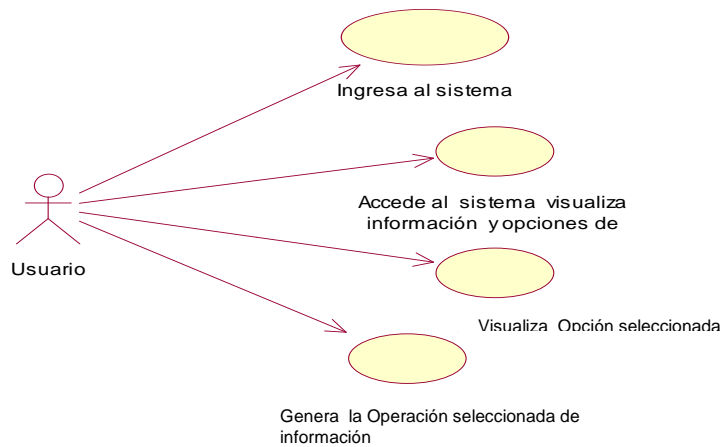 Ingresa al sistema
Accede al sistema visualiza
información y opciones de
Usuario
Visualiza Opción seleccionada
Genera la Operación seleccionada de
información